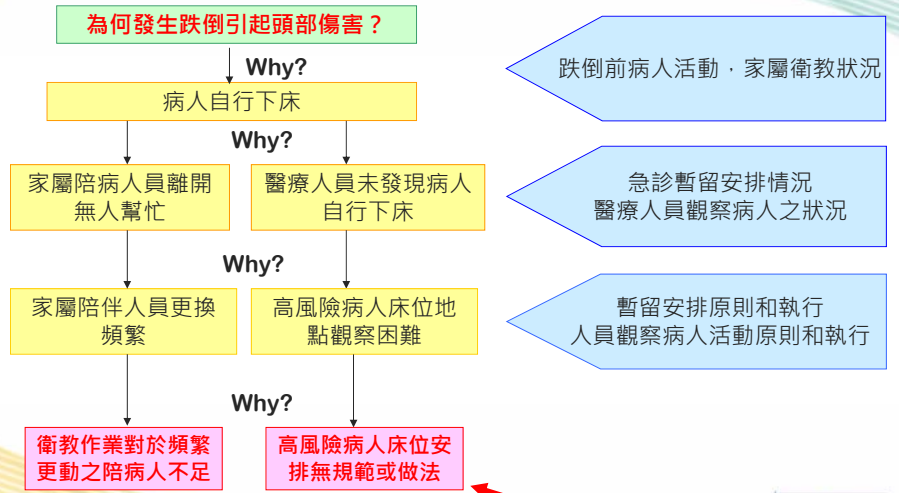 為何發生跌倒引起頭部傷害？
Why?
跌倒前病人活動，家屬衛教狀況
病人自行下床
Why?
家屬陪病人員離開
無人幫忙
醫療人員未發現病人
自行下床
急診暫留安排情況
醫療人員觀察病人之狀況
Why?
家屬陪伴人員更換
頻繁
高風險病人床位地
點觀察困難
暫留安排原則和執行
人員觀察病人活動原則和執行
Why?
衛教作業對於頻繁
更動之陪病人不足
高風險病人床位安
排無規範或做法